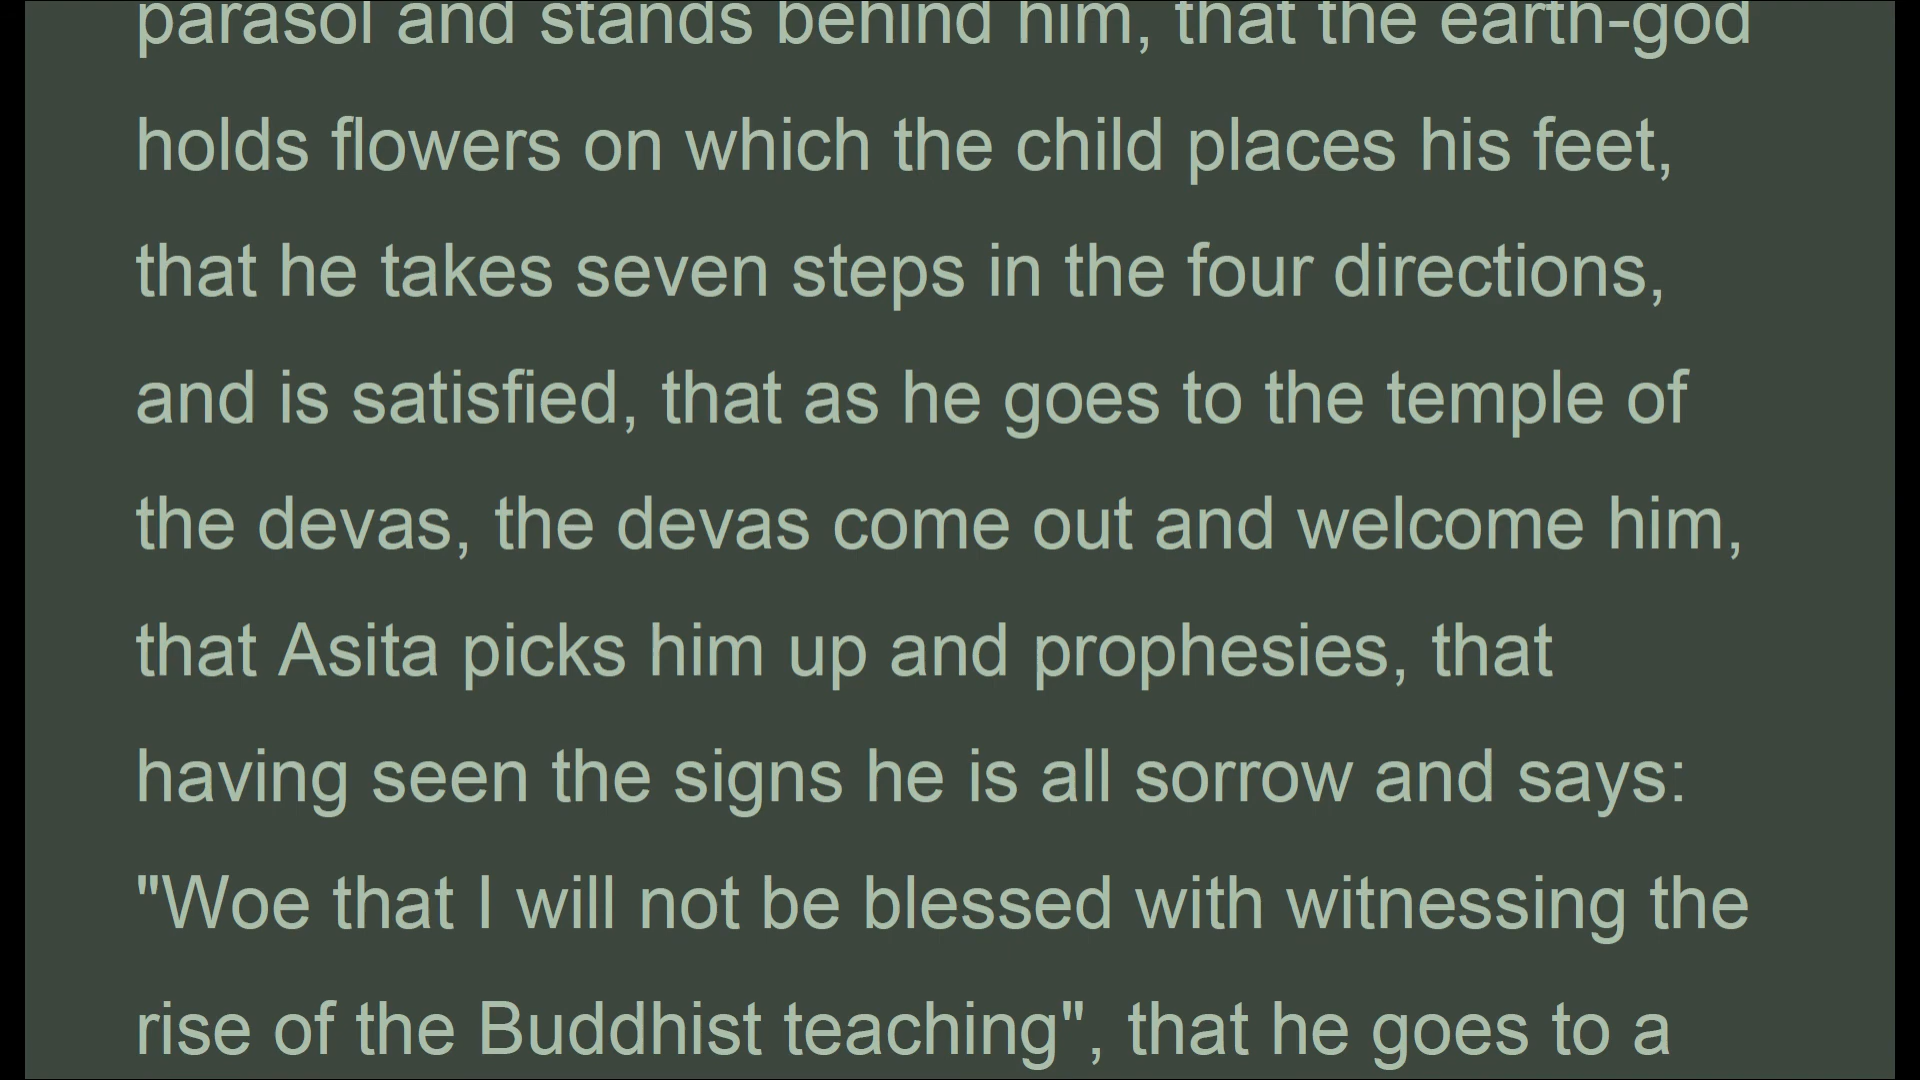 parasol and stands behind him, that the earth-god
holds flowers on which the child places his feet,
that he takes seven steps in the four directions,
and is satisfied, that as he goes to the temple of
the devas, the devas come out and welcome him,
that Asita picks him up and prophesies, that
having seen the signs he is all sorrow and says:
"Woe that I will not be blessed with witnessing the
rise of the Buddhist teaching", that he goes to a